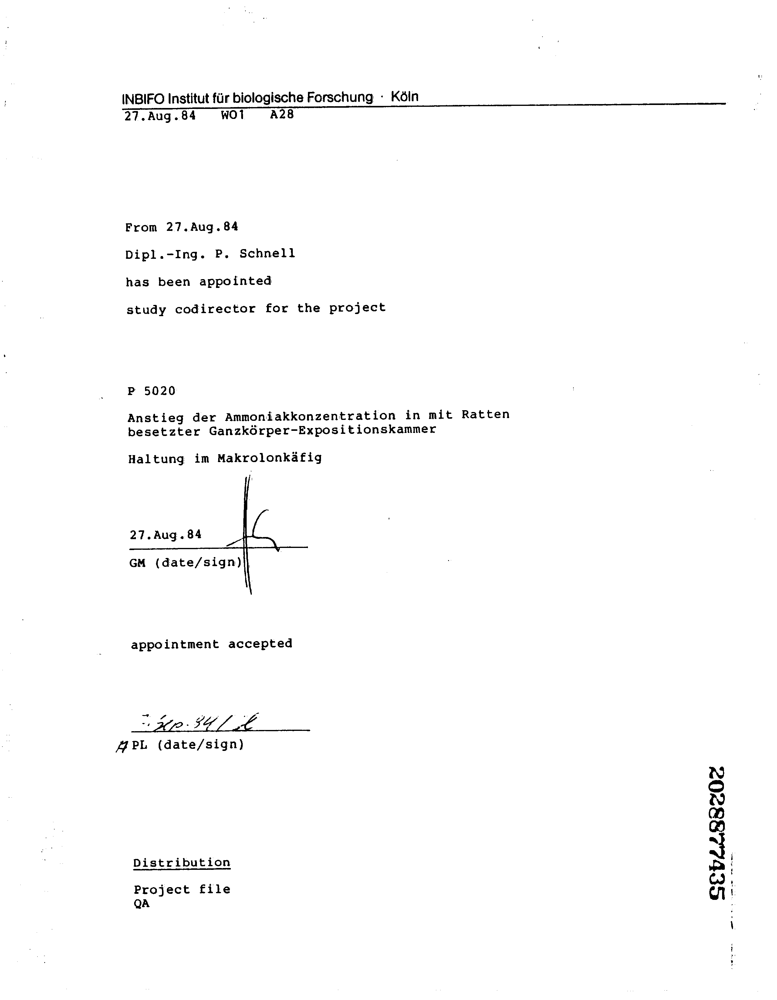 INBIFO Institut für biologische Forschung · Köln
27.Aug.84 W01 A28
From 27.Aug.84
Dipl.-Ing. P. Schnell
has been appointed
study codirector for the project
P 5020
Anstieg der Ammoniakkonzentration in mit Ratten
besetzter Ganzkörper-Expositionskammer
Haltung im Makrolonkäfig
27.Aug.84
GM (date/sign)
appointment accepted
PL (date/sign)
Distribution
Project file
QA
2028877435